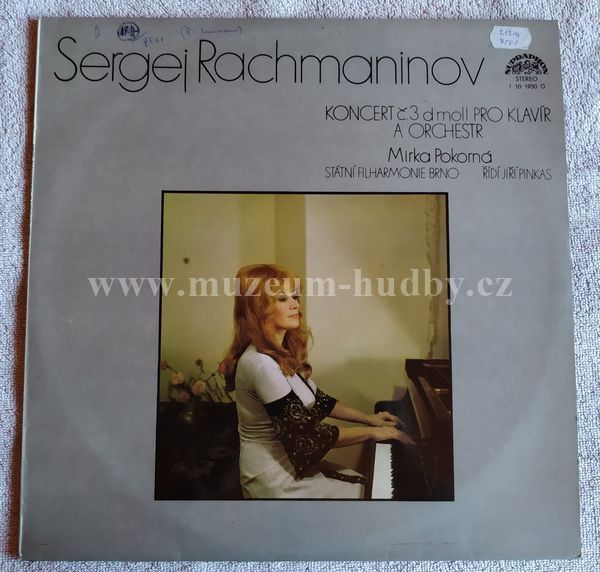 Sergej Rachmaninov
SUPRAPHON
STEREO
1 10 1950 G
KONCERT č.3 d moll PRO KLAVÍR
A ORCHESTR
Mirka Pokorná
STÁTNÍ FILHARMONIE BRNO ŘÍDÍ JIŘÍ PINKAS
www.muzeum-hudby.cz